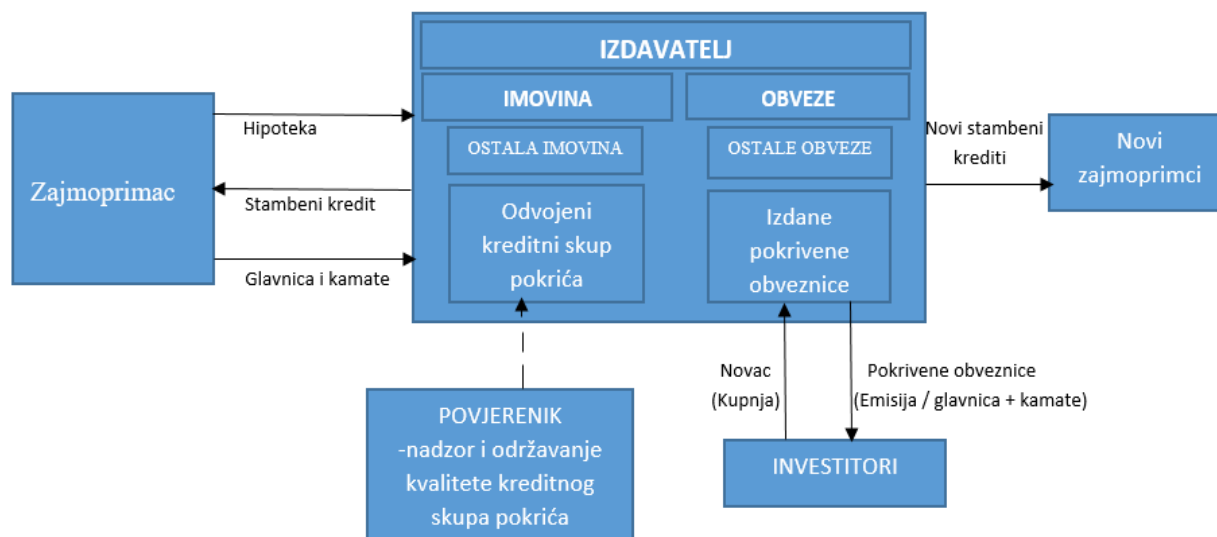 IZDAVATELJ
IMOVINA
OBVEZE
OSTALA IMOVINA
OSTALE OBVEZE
Odvojeni
kreditni skup
pokrića
Izdane
pokrivene
obveznice
Zajmoprimac
Hipoteka
Stambeni kredit
Glavnica i kamate
Novi stambeni
krediti
Novi
zajmoprimci
Novac
(Kupnja)
Pokrivene obveznice
(Emisija / glavnica + kamate)
POVJERENIK
-nadzor i održavanje
kvalitete kreditnog
skupa pokrića
INVESTITORI